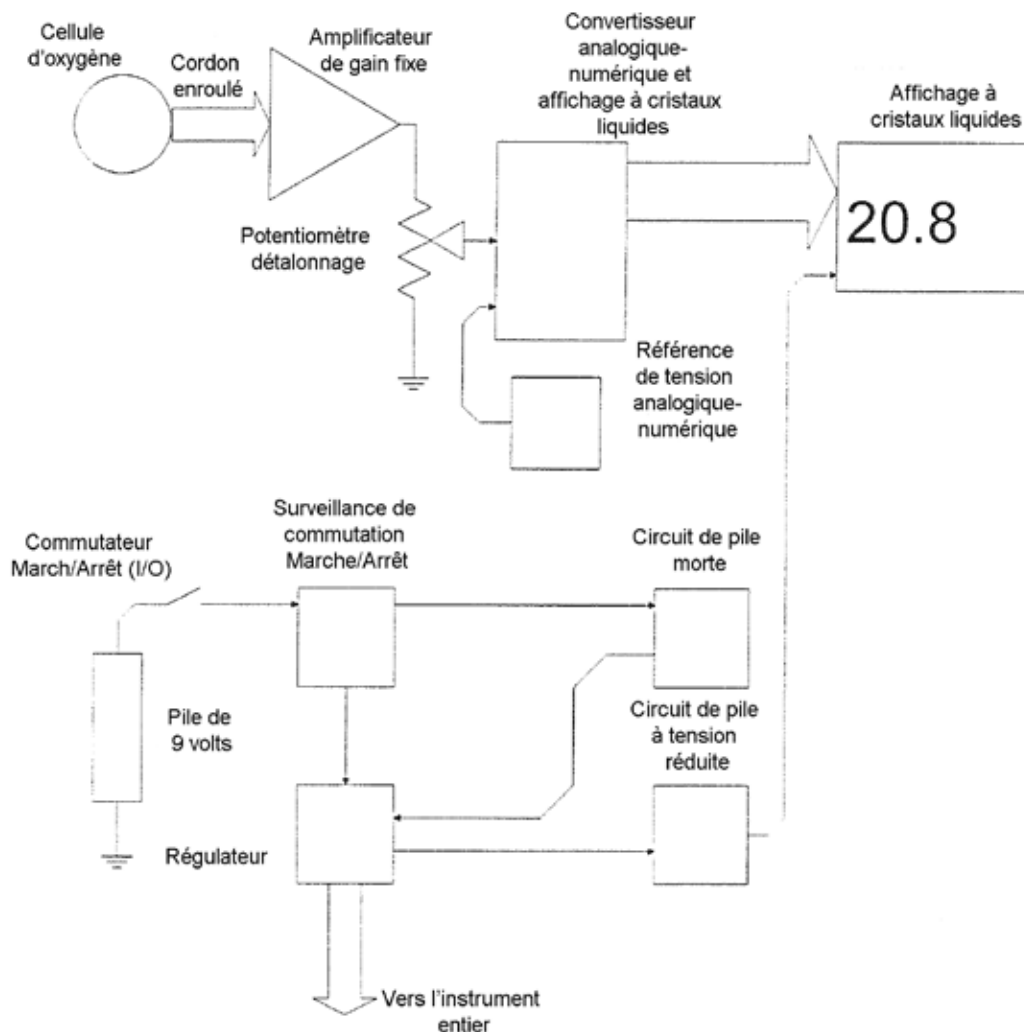 Cellule
d'oxygène
Cordon
enroulé
Amplificateur
de gain fixe
Convertisseur
analogique-
numérique et
affichage à cristaux
liquides
Affichage à
cristaux liquides
20.8
Potentiomètre
détalonnage
Référence
de tension
analogique-
numérique
Commutateur
March/Arrêt (I/O)
Surveillance de
commutation
Marche/Arrêt
Circuit de pile
morte
Pile de
9 volts
Circuit de pile
à tension
réduite
Régulateur
Vers l'instrument
entier